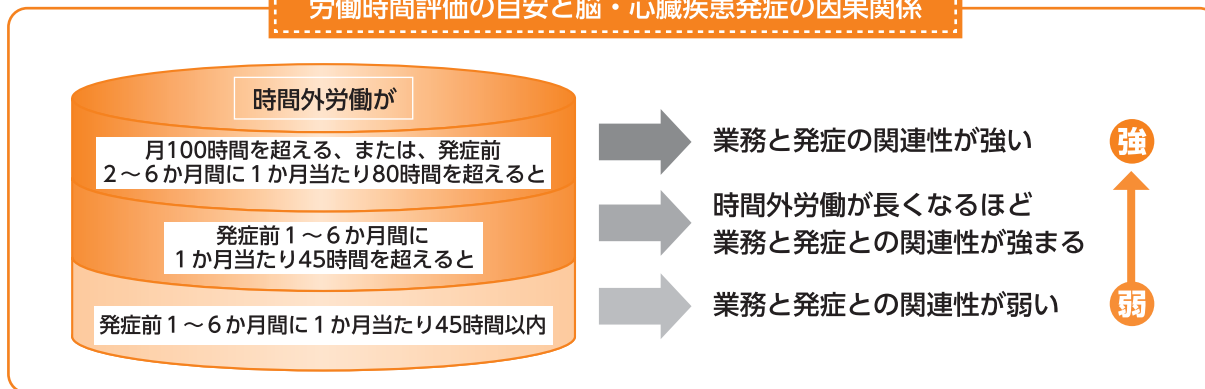 労働時間評価の目安と脳・心臓疾患発症の因果関係
時間外労働が
月100時間を超える、または、発症前
２～６か月間に１か月当たり80時間を超えると
業務と発症の関連性が強い
強
発症前１～６か月間に
１か月当たり45時間を超えると
時間外労働が長くなるほど
業務と発症との関連性が強まる
発症前１～６か月間に１か月当たり45時間以内
業務と発症との関連性が弱い
弱